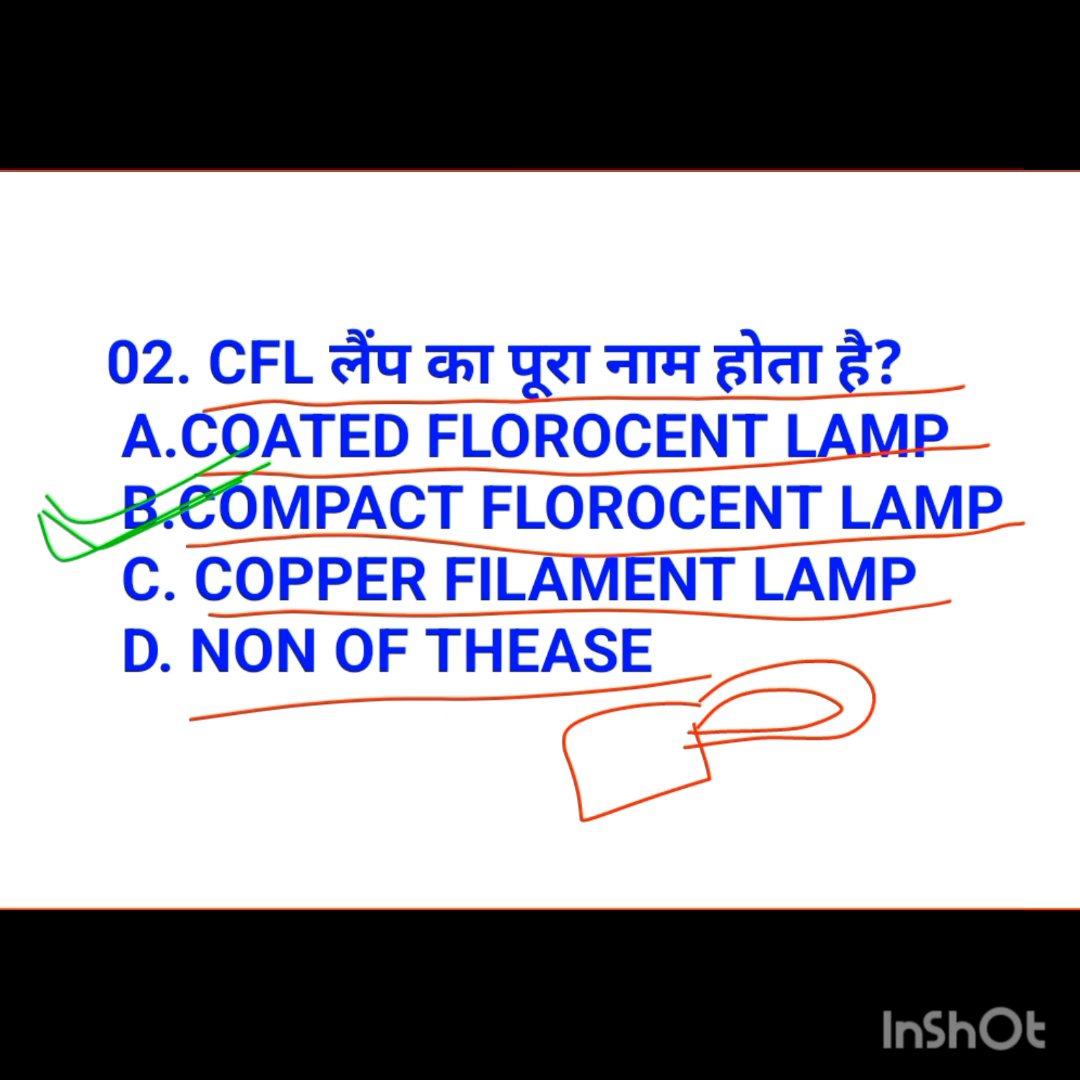 02. CFL लैंप का पूरा नाम होता है?
A.COATED FLOROCENT LAMP
B.COMPACT FLOROCENT LAMP
C. COPPER FILAMENT LAMP
D. NON OF THEASE
InShOt